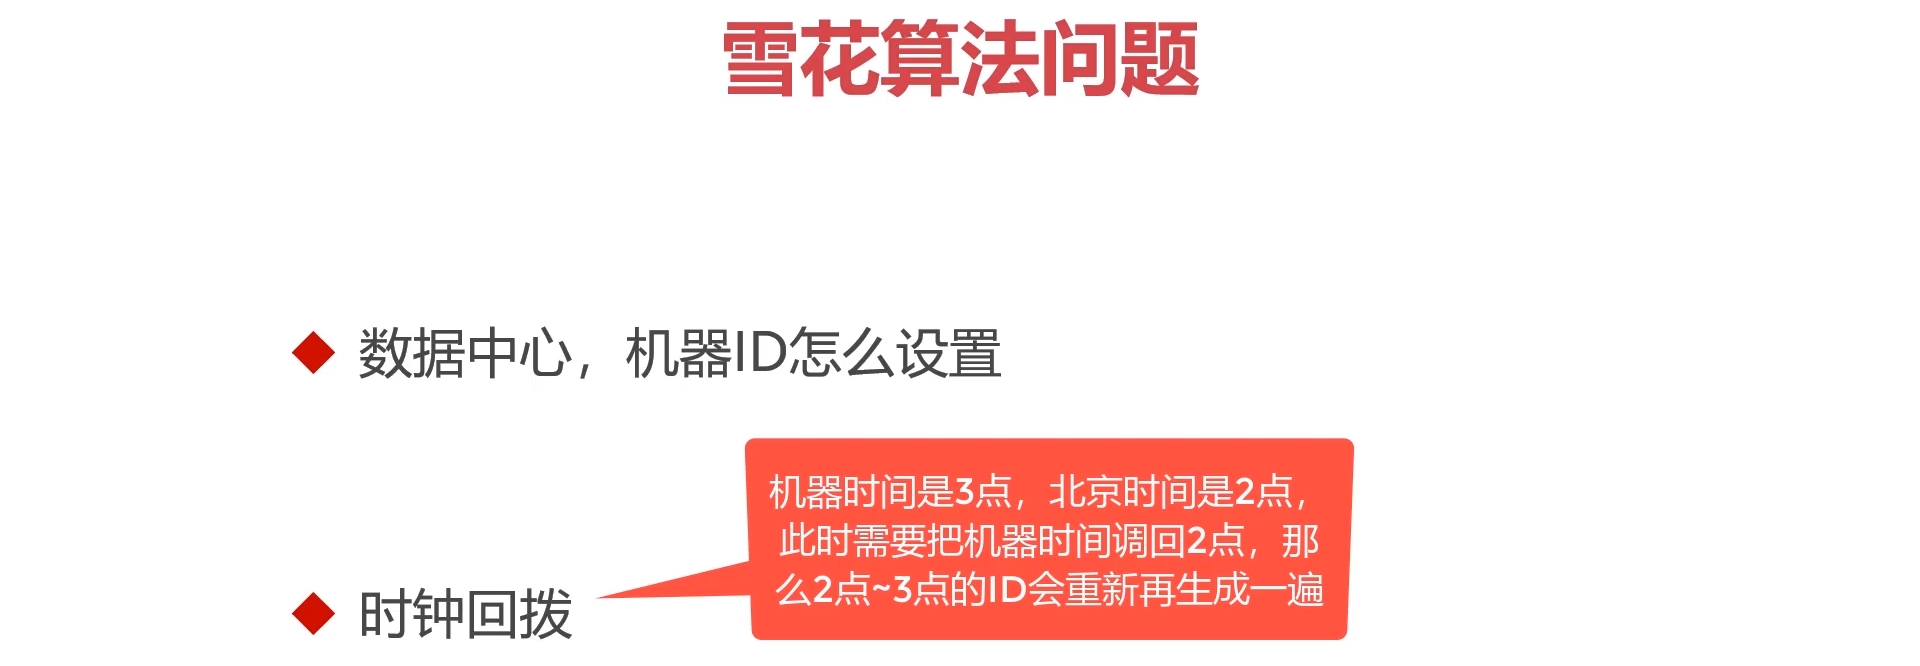 雪花算法问题
数据中心，机器ID怎么设置
机器时间是3点，北京时间是2点，
此时需要把机器时间调回2点，那
么2点~3点的ID会重新再生成一遍
时钟回拨